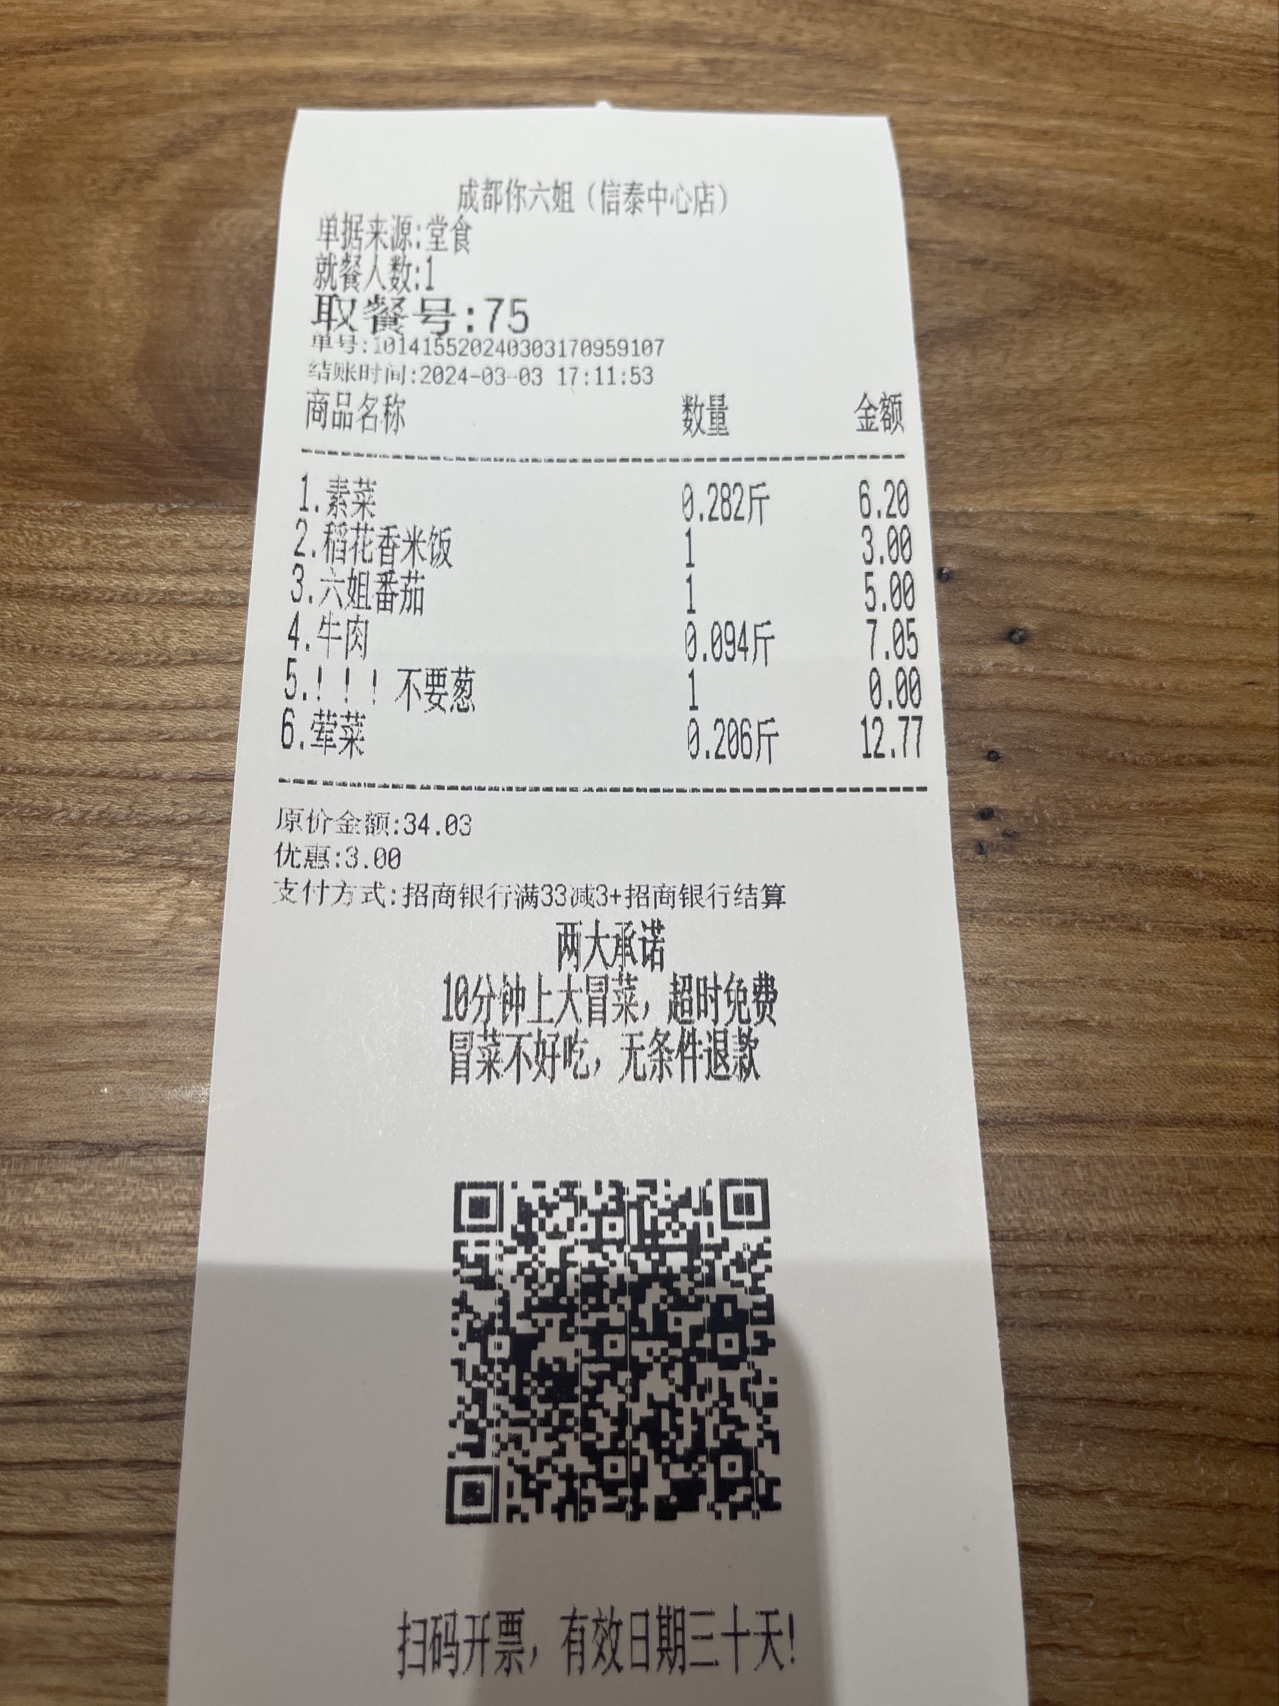 成都你六姐（信泰中心店）
单据来源:堂食
就餐人数:1
取餐号:75
单号:10141552024030317095910​7
结账时间:2024-03-03 17:11:53
商品名称 数量 金额
1.素菜 0.282斤 6.20
2.稻花香米饭 1 3.00
3.六姐番茄 1 5.00
4.牛肉 0.094斤 7.05
5.！！！不要葱 1 0.00
6.荤菜 0.206斤 12.77
原价金额:34.03
优惠:3.00
支付方式:招商银行满33减3+招商银行结算
两大承诺
10分钟上大冒菜，超时免费
冒菜不好吃，无条件退款
扫码开票，有效日期三十天!